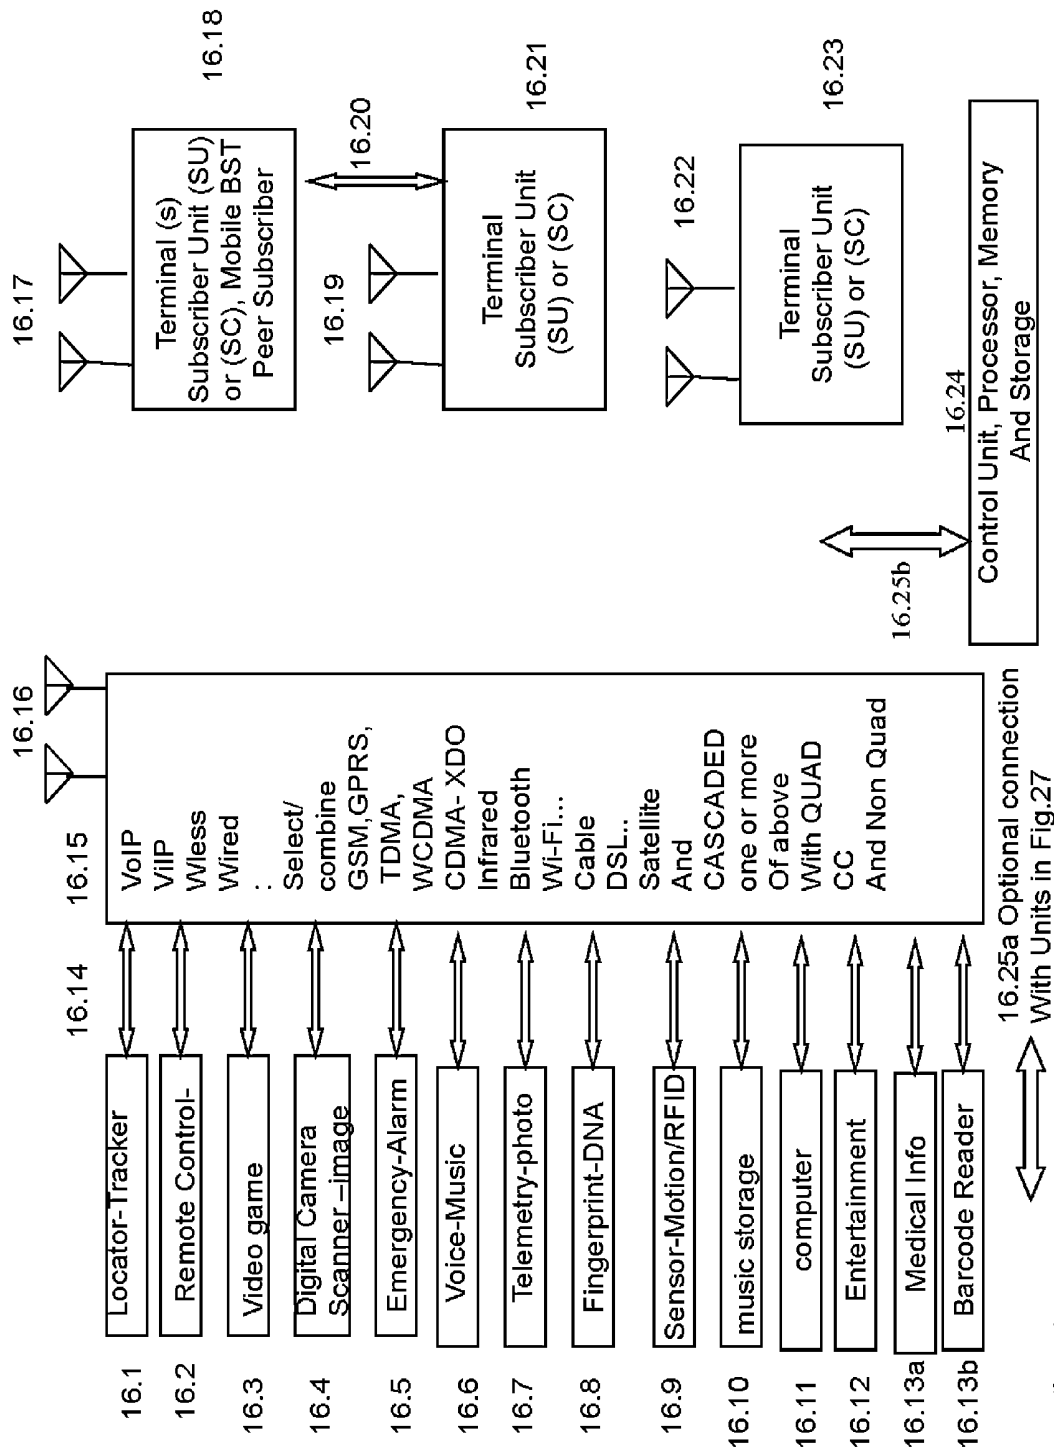 16.1
Locator-Tracker
16.2
Remote Control-
16.3
Video game
16.4
Digital Camera
Scanner –image
16.5
Emergency-Alarm
16.6
Voice-Music
16.7
Telemetry-photo
16.8
Fingerprint-DNA
16.9
Sensor-Motion/RFID
16.10
music storage
16.11
computer
16.12
Entertainment
16.13a
Medical Info
16.13b
Barcode Reader
16.14
16.15
16.16
VoIP
ViIP
Wless
Wired
:
Select/
combine
GSM,GPRS,
TDMA,
WCDMA
CDMA- XDO
Infrared
Bluetooth
Wi-Fi...
Cable
DSL..
Satellite
And
CASCADED
one or more
Of above
With QUAD
CC
And Non Quad
16.25a Optional connection
With Units in Fig.27
16.17
16.18
Terminal (s)
Subscriber Unit (SU)
or (SC), Mobile BST
Peer Subscriber
16.20
16.19
16.21
Terminal
Subscriber Unit
(SU) or (SC)
16.22
16.23
Terminal
Subscriber Unit
(SU) or (SC)
16.25b
16.24
Control Unit, Processor, Memory
And Storage